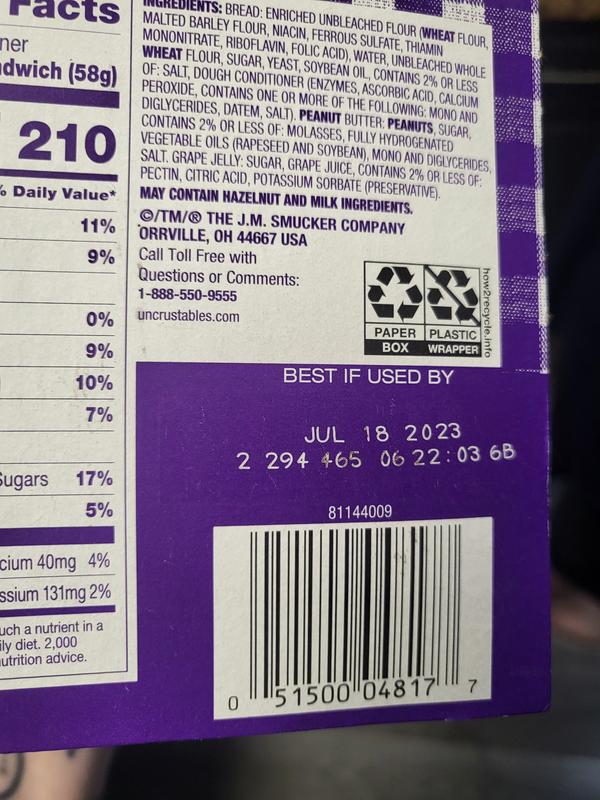 Facts
ner
dwich (58g)
210
% Daily Value*
11%
9%
0%
9%
10%
7%
Sugars 17%
5%
cium 40mg 4%
ssium 131mg 2%
uch a nutrient in a
ily diet. 2,000
utrition advice.
INGREDIENTS: BREAD: ENRICHED UNBLEACHED FLOUR (WHEAT FLOUR,
MALTED BARLEY FLOUR, NIACIN, FERROUS SULFATE, THIAMIN
MONONITRATE, RIBOFLAVIN, FOLIC ACID), WATER, UNBLEACHED WHOLE
WHEAT FLOUR, SUGAR, YEAST, SOYBEAN OIL, CONTAINS 2% OR LESS
OF: SALT, DOUGH CONDITIONER (ENZYMES, ASCORBIC ACID, CALCIUM
PEROXIDE, CONTAINS ONE OR MORE OF THE FOLLOWING: MONO AND
DIGLYCERIDES, DATEM, SALT). PEANUT BUTTER: PEANUTS, SUGAR,
CONTAINS 2% OR LESS OF: MOLASSES, FULLY HYDROGENATED
VEGETABLE OILS (RAPESEED AND SOYBEAN), MONO AND DIGLYCERIDES,
SALT. GRAPE JELLY: SUGAR, GRAPE JUICE, CONTAINS 2% OR LESS OF:
PECTIN, CITRIC ACID, POTASSIUM SORBATE (PRESERVATIVE).
MAY CONTAIN HAZELNUT AND MILK INGREDIENTS.
©/TM/® THE J.M. SMUCKER COMPANY
ORRVILLE, OH 44667 USA
Call Toll Free with
Questions or Comments:
1-888-550-9555
uncrustables.com
PAPER PLASTIC
BOX WRAPPER
how2recycle.info
BEST IF USED BY
JUL 18 2023
2 294 465 06 22:03 6B
81144009
0 51500 04817 7